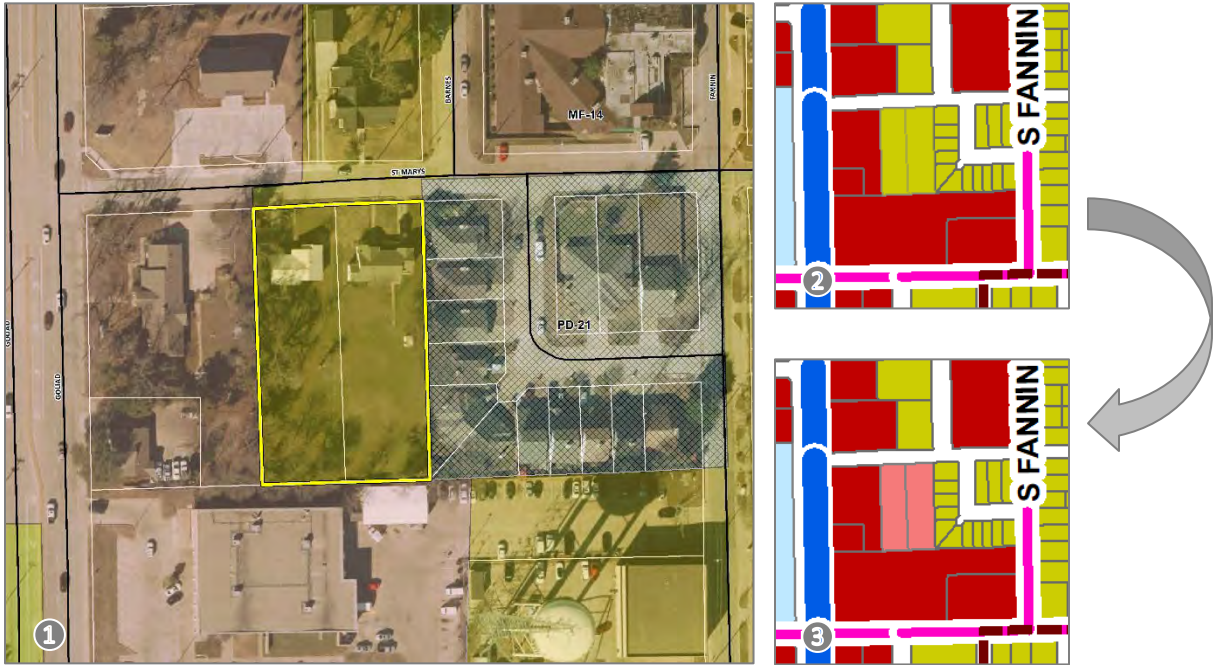 BARNES
FANNIN
MF-14
ST MARYS
GOLIAD
GOLIAD
PD-21
1
S FANNIN
2
S FANNIN
3